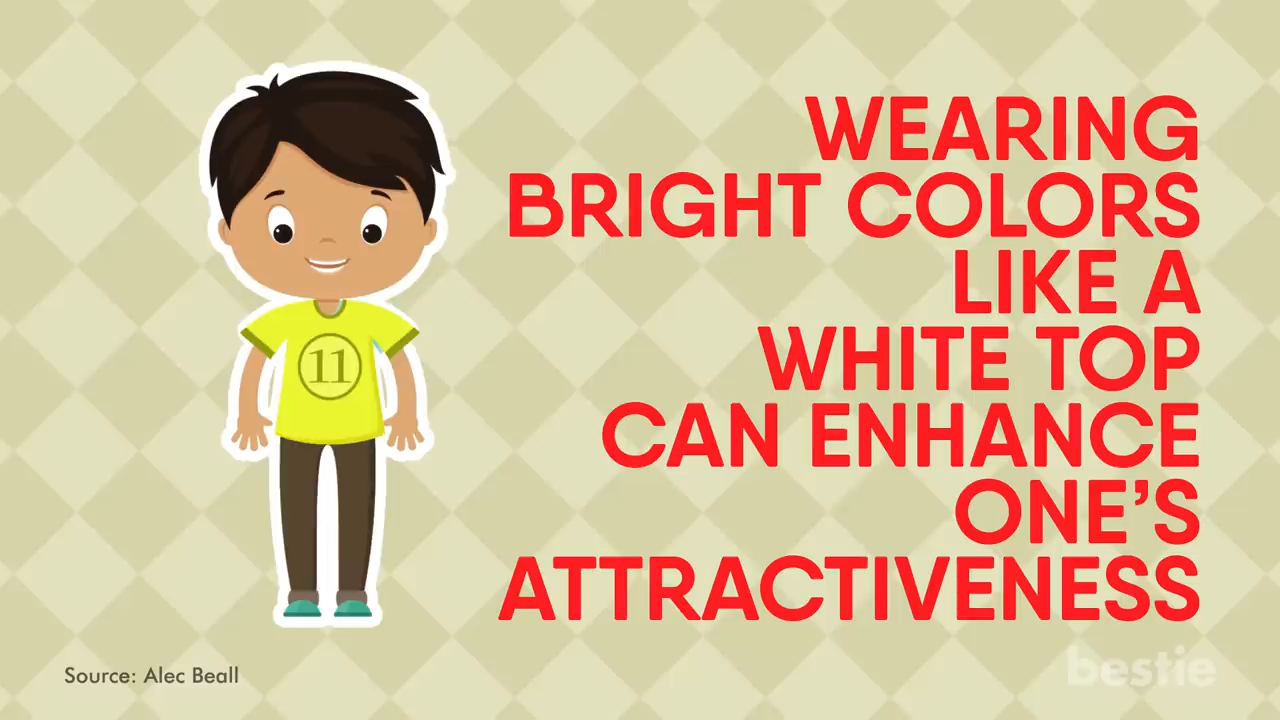 WEARING
BRIGHT COLORS
LIKE A
WHITE TOP
CAN ENHANCE
ONE’S
ATTRACTIVENESS
11
Source: Alec Beall
bestie